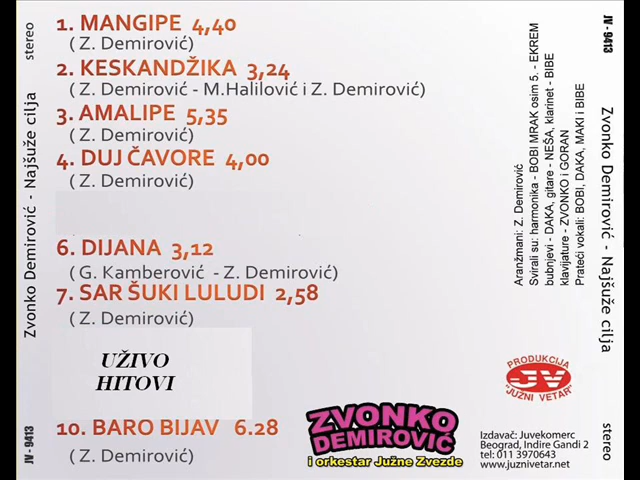 stereo
Zvonko Demirović - Najšuže cilja
JV - 9413
1. MANGIPE 4,40
( Z. Demirović)
2. KESKANDŽIKA 3,24
( Z. Demirović - M.Halilović i Z. Demirović)
3. AMALIPE 5,35
( Z. Demirović)
4. DUJ ČAVORE 4,00
( Z. Demirović)
6. DIJANA 3,12
( G. Kamberović - Z. Demirović)
7. SAR ŠUKI LULUDI 2,58
( Z. Demirović)
UŽIVO
HITOVI
10. BARO BIJAV 6.28
( Z. Demirović)
ZVONKO
DEMIROVIĆ
i orkestar Južne Zvezde
Aranžmani: Z. Demirović
Svirali su: harmonika - BOBI MRAK osim 5. - EKREM
bubnjevi - DAKA, gitare - NEŠA, klarinet - BIBE
klavijature - ZVONKO i GORAN
Prateći vokali: BOBI, DAKA, MAKI i BIBE
PRODUKCIJA
JV
"JUŽNI VETAR"
Izdavač: Juvekomerc
Beograd, Indire Gandi 2
tel: 011 3970643
www.juznivetar.net
JV - 9413
Zvonko Demirović - Najšuže cilja
stereo